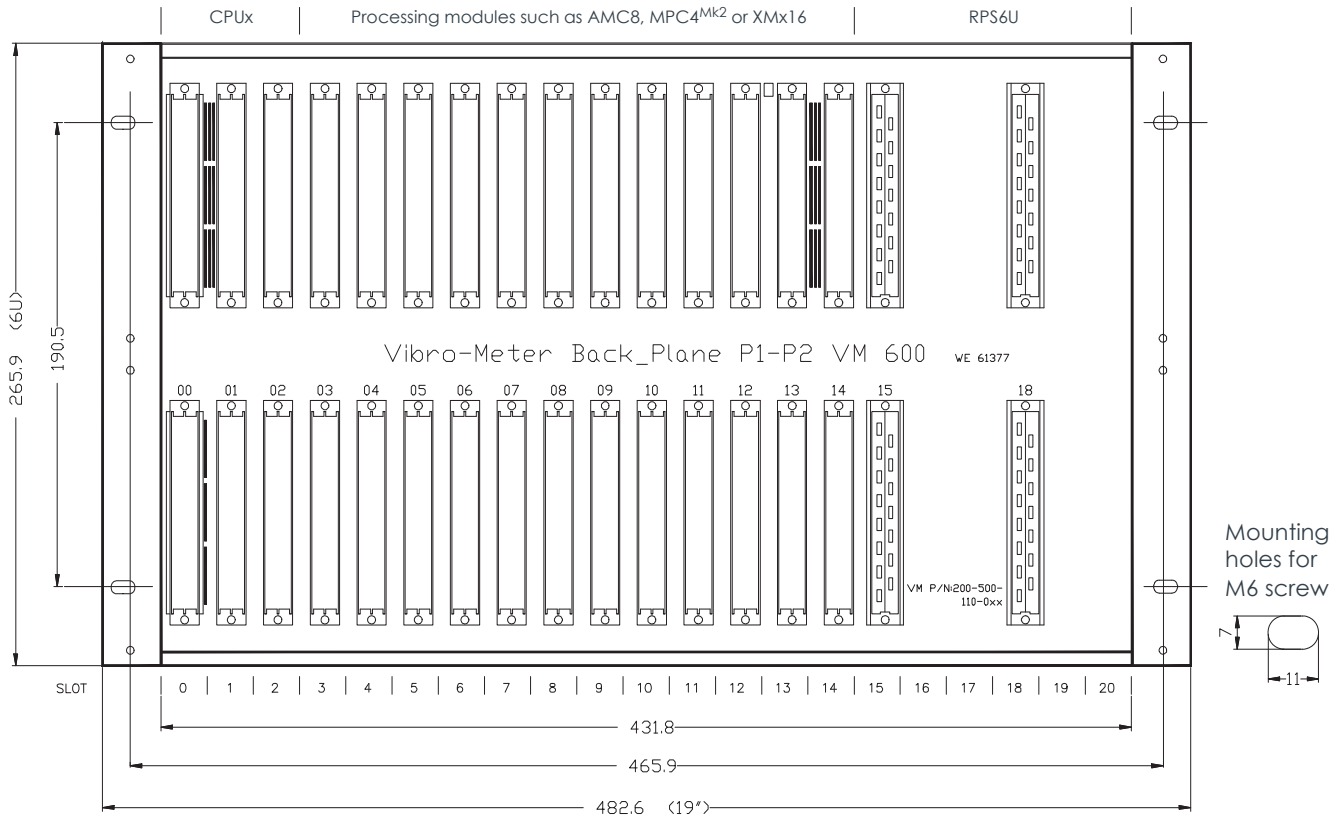 CPUx Processing modules such as AMC8, MPC4Mk2 or XMx16 RPS6U
265.9 (6U)
190.5
Vibro-Meter Back_Plane P1-P2 VM 600 WE 61377
00 01 02 03 04 05 06 07 08 09 10 11 12 13 14 15 18
VM P/N:200-500-
110-0xx
Mounting
holes for
M6 screw
7
11
SLOT 0 1 2 3 4 5 6 7 8 9 10 11 12 13 14 15 16 17 18 19 20
431.8
465.9
482.6 (19")